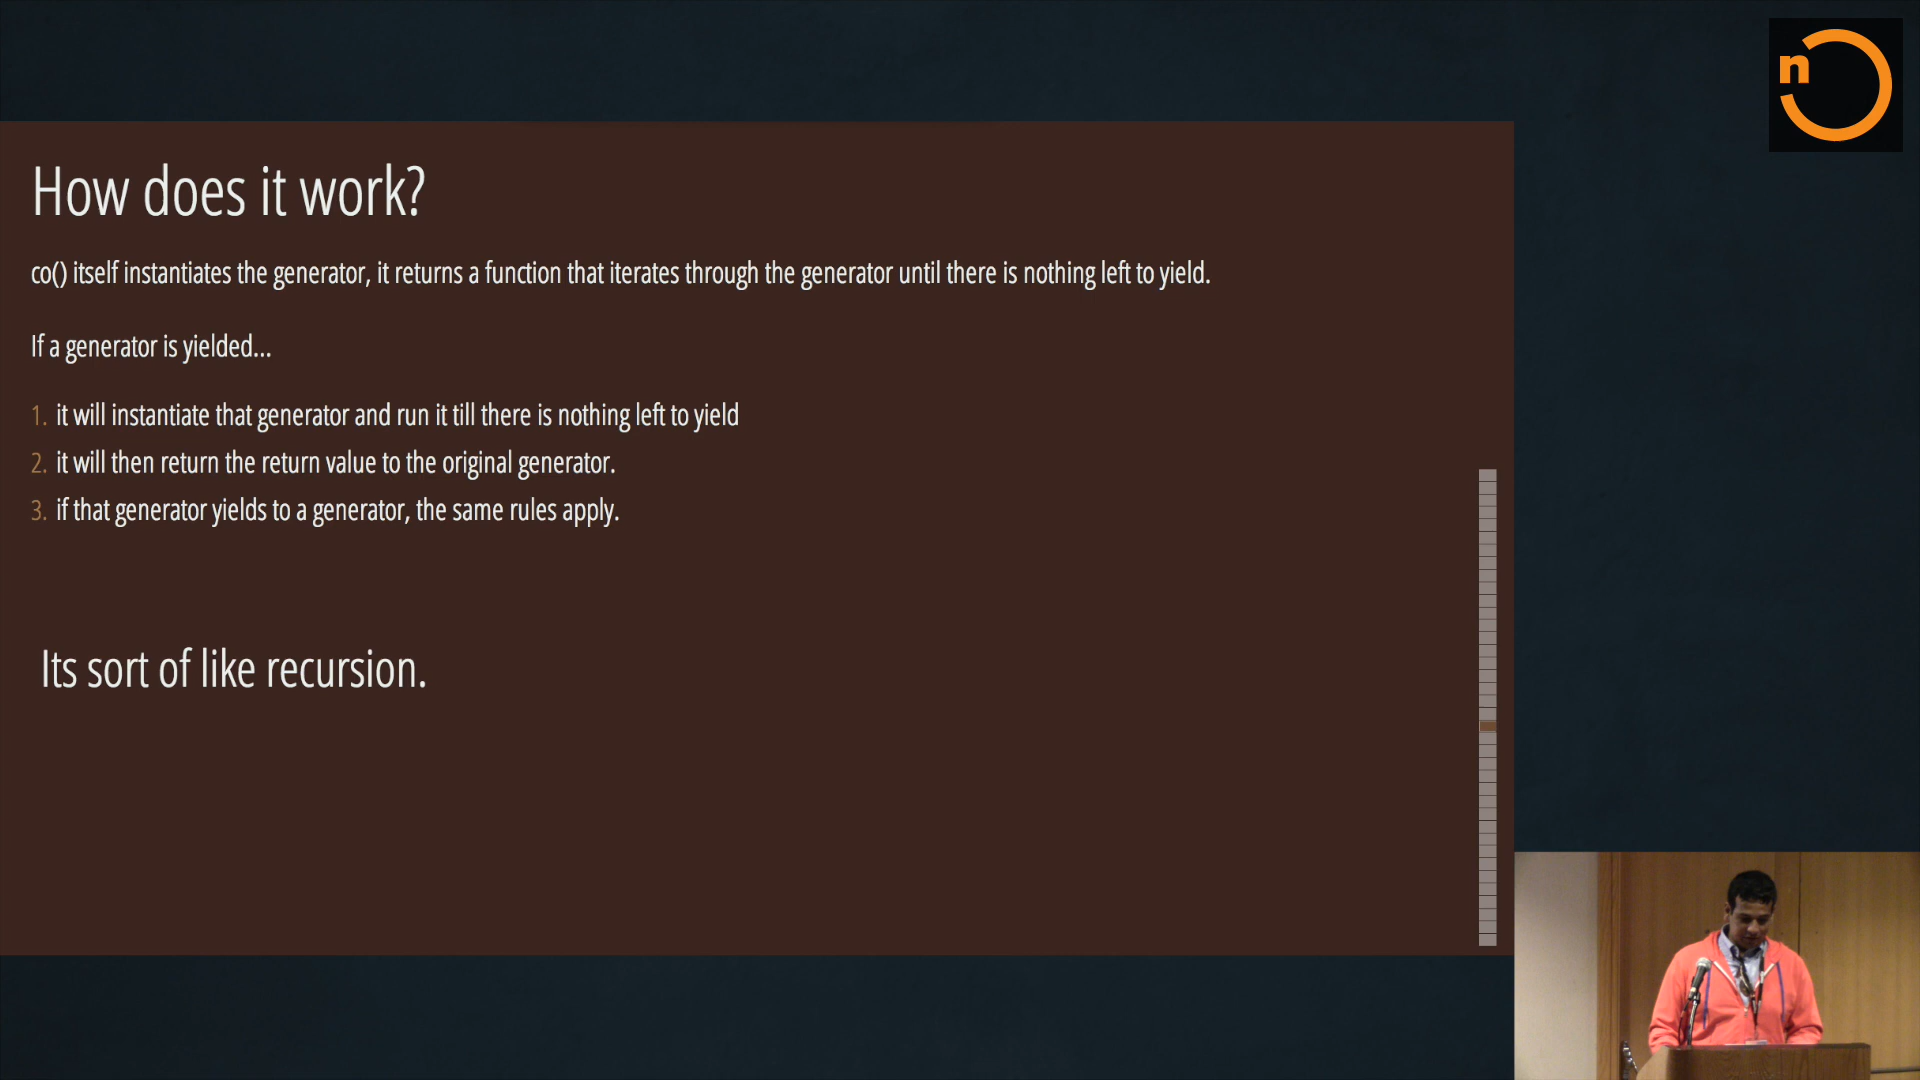 n
How does it work?
co() itself instantiates the generator, it returns a function that iterates through the generator until there is nothing left to yield.
If a generator is yielded...
1. it will instantiate that generator and run it till there is nothing left to yield
2. it will then return the return value to the original generator.
3. if that generator yields to a generator, the same rules apply.
Its sort of like recursion.